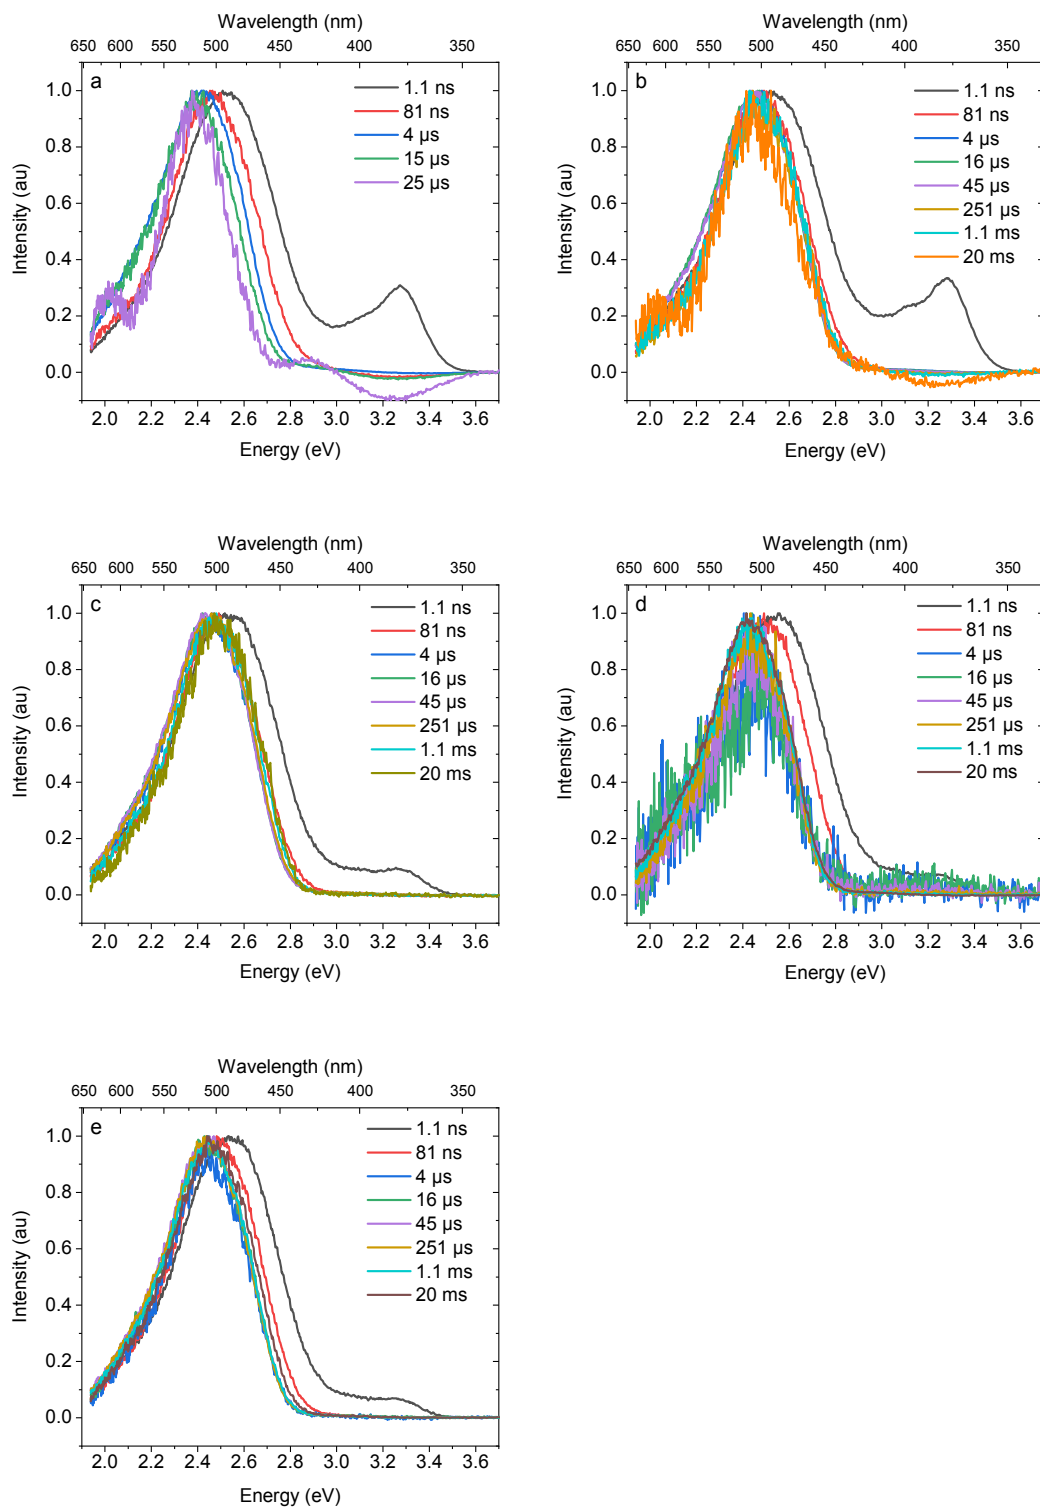 Wavelength (nm)
650 600 550 500 450 400 350
a
1.1 ns
81 ns
4 µs
15 µs
25 µs
1.0
0.8
0.6
0.4
0.2
0.0
Intensity (au)
2.0 2.2 2.4 2.6 2.8 3.0 3.2 3.4 3.6
Energy (eV)
Wavelength (nm)
650 600 550 500 450 400 350
b
1.1 ns
81 ns
4 µs
16 µs
45 µs
251 µs
1.1 ms
20 ms
1.0
0.8
0.6
0.4
0.2
0.0
Intensity (au)
2.0 2.2 2.4 2.6 2.8 3.0 3.2 3.4 3.6
Energy (eV)
Wavelength (nm)
650 600 550 500 450 400 350
c
1.1 ns
81 ns
4 µs
16 µs
45 µs
251 µs
1.1 ms
20 ms
1.0
0.8
0.6
0.4
0.2
0.0
Intensity (au)
2.0 2.2 2.4 2.6 2.8 3.0 3.2 3.4 3.6
Energy (eV)
Wavelength (nm)
650 600 550 500 450 400 350
d
1.1 ns
81 ns
4 µs
16 µs
45 µs
251 µs
1.1 ms
20 ms
1.0
0.8
0.6
0.4
0.2
0.0
Intensity (au)
2.0 2.2 2.4 2.6 2.8 3.0 3.2 3.4 3.6
Energy (eV)
Wavelength (nm)
650 600 550 500 450 400 350
e
1.1 ns
81 ns
4 µs
16 µs
45 µs
251 µs
1.1 ms
20 ms
1.0
0.8
0.6
0.4
0.2
0.0
Intensity (au)
2.0 2.2 2.4 2.6 2.8 3.0 3.2 3.4 3.6
Energy (eV)